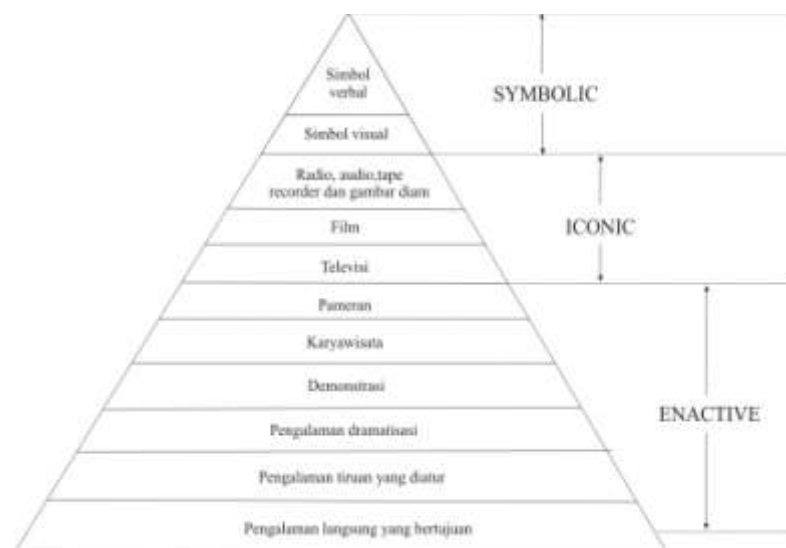 Simbol
verbal
SYMBOLIC
Simbol visual
Radio, audio,tape
recorder dan gambar diam
ICONIC
Film
Televisi
Pameran
Karyawisata
Demonstrasi
ENACTIVE
Pengalaman dramatisasi
Pengalaman tiruan yang diatur
Pengalaman langsung yang bertujuan